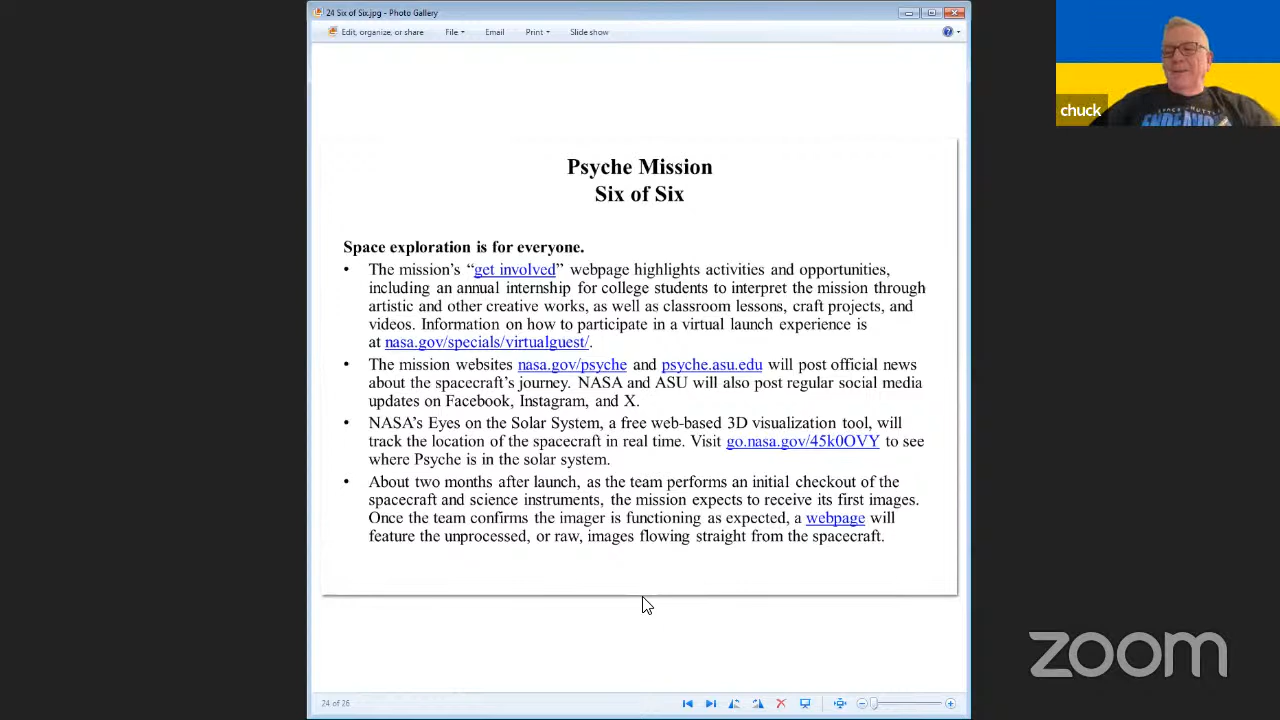 24 Six of Six.jpg - Photo Gallery
Edit, organize, or share File Email Print Slide show
chuck
SPACE SHUTTLE
Psyche Mission
Six of Six
Space exploration is for everyone.
• The mission's “get involved” webpage highlights activities and opportunities,
including an annual internship for college students to interpret the mission through
artistic and other creative works, as well as classroom lessons, craft projects, and
videos. Information on how to participate in a virtual launch experience is
at nasa.gov/specials/virtualguest/.
• The mission websites nasa.gov/psyche and psyche.asu.edu will post official news
about the spacecraft's journey. NASA and ASU will also post regular social media
updates on Facebook, Instagram, and X.
• NASA's Eyes on the Solar System, a free web-based 3D visualization tool, will
track the location of the spacecraft in real time. Visit go.nasa.gov/45k0OVY to see
where Psyche is in the solar system.
• About two months after launch, as the team performs an initial checkout of the
spacecraft and science instruments, the mission expects to receive its first images.
Once the team confirms the imager is functioning as expected, a webpage will
feature the unprocessed, or raw, images flowing straight from the spacecraft.
24 of 26
zoom